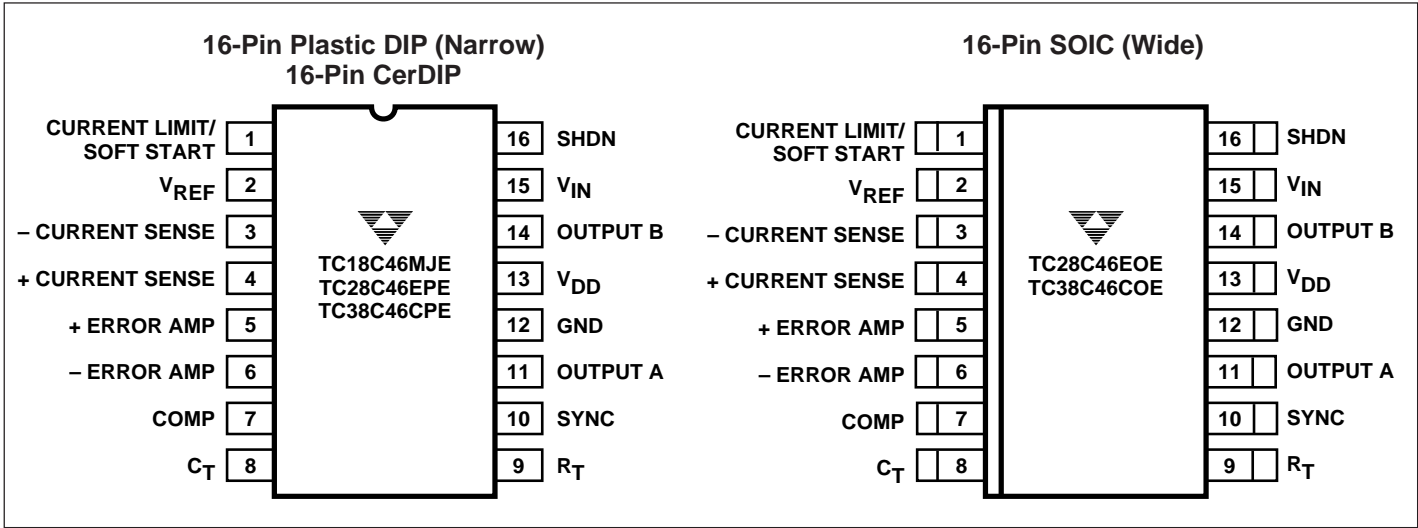 16-Pin Plastic DIP (Narrow)
16-Pin CerDIP
CURRENT LIMIT/
SOFT START
1
16
SHDN
VREF
2
15
VIN
– CURRENT SENSE
3
14
OUTPUT B
+ CURRENT SENSE
4
13
VDD
+ ERROR AMP
5
12
GND
– ERROR AMP
6
11
OUTPUT A
COMP
7
10
SYNC
CT
8
9
RT
TC18C46MJE
TC28C46EPE
TC38C46CPE
16-Pin SOIC (Wide)
CURRENT LIMIT/
SOFT START
1
16
SHDN
VREF
2
15
VIN
– CURRENT SENSE
3
14
OUTPUT B
+ CURRENT SENSE
4
13
VDD
+ ERROR AMP
5
12
GND
– ERROR AMP
6
11
OUTPUT A
COMP
7
10
SYNC
CT
8
9
RT
TC28C46EOE
TC38C46COE